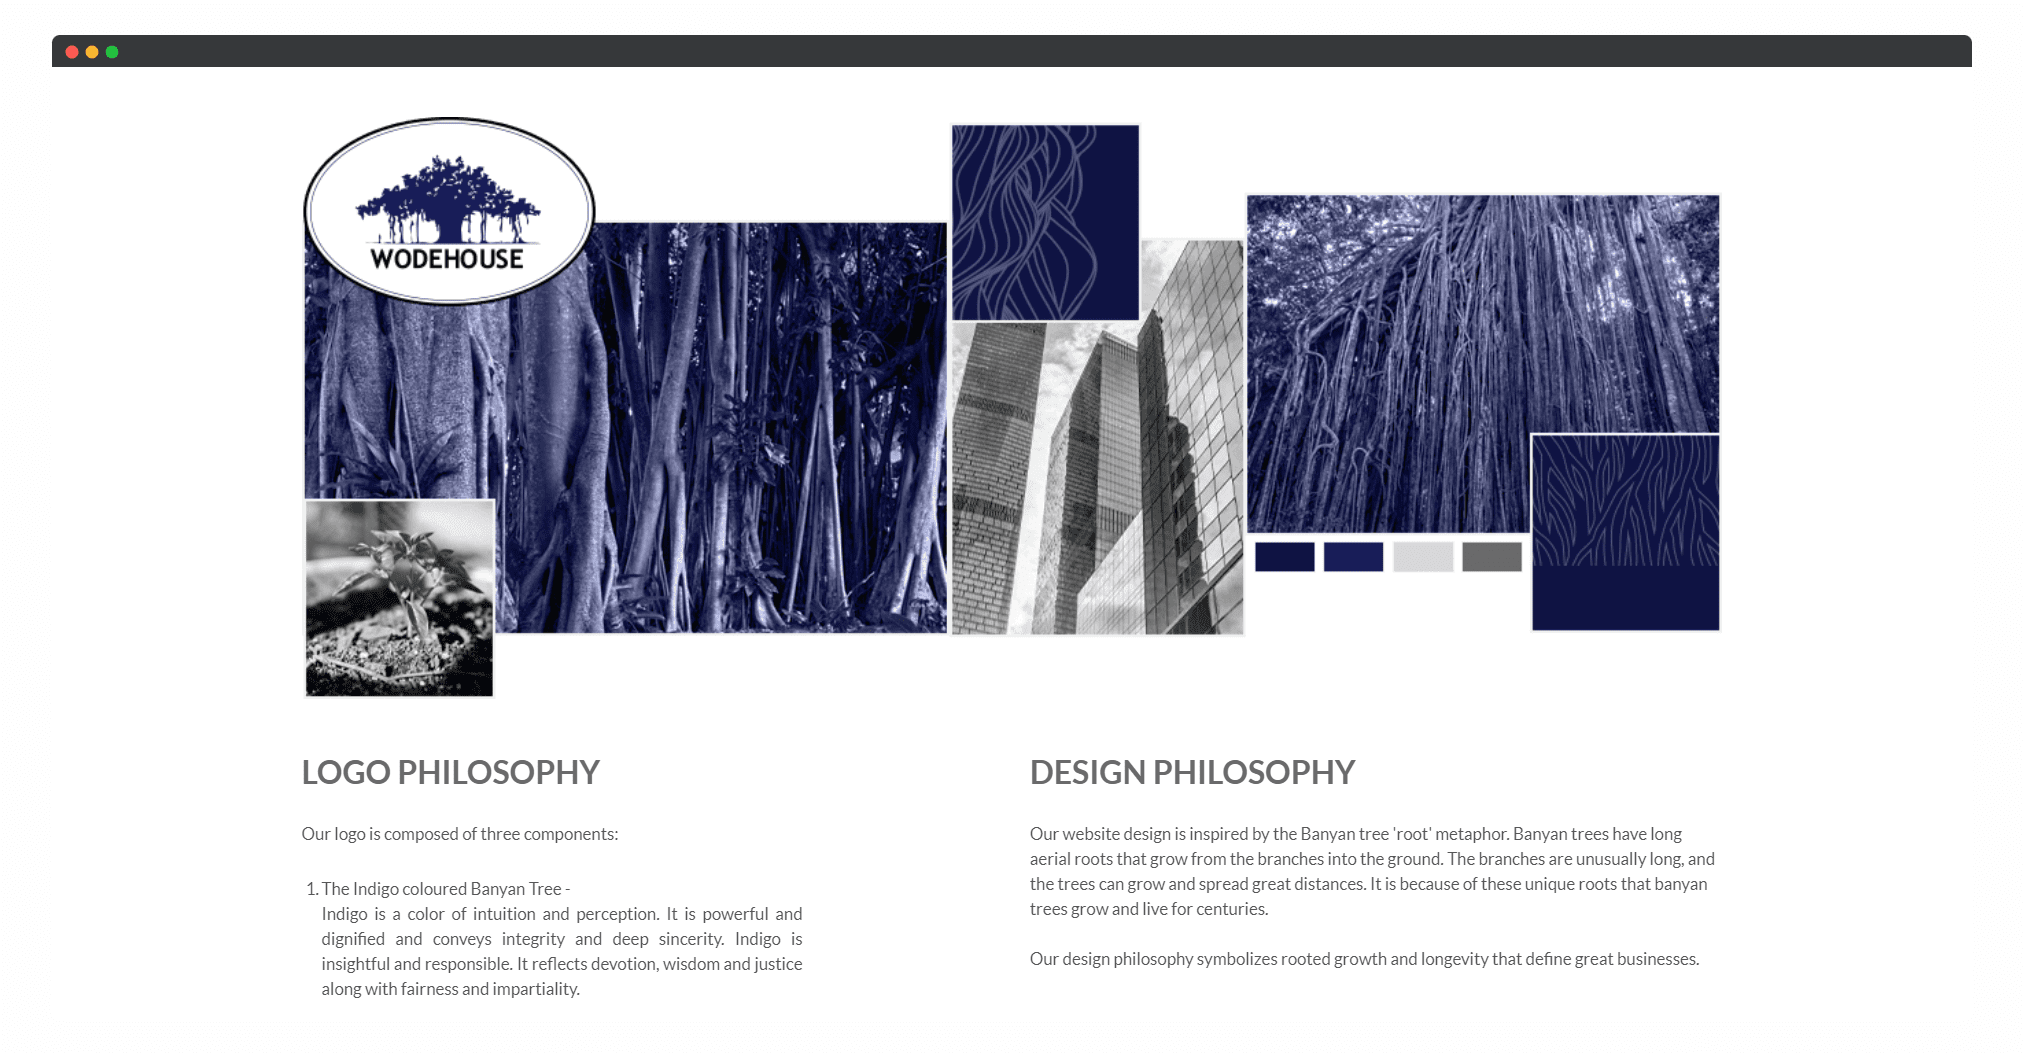 WODEHOUSE
LOGO PHILOSOPHY
Our logo is composed of three components:
1. The Indigo coloured Banyan Tree -
Indigo is a color of intuition and perception. It is powerful and
dignified and conveys integrity and deep sincerity. Indigo is
insightful and responsible. It reflects devotion, wisdom and justice
along with fairness and impartiality.
DESIGN PHILOSOPHY
Our website design is inspired by the Banyan tree 'root' metaphor. Banyan trees have long
aerial roots that grow from the branches into the ground. The branches are unusually long, and
the trees can grow and spread great distances. It is because of these unique roots that banyan
trees grow and live for centuries.
Our design philosophy symbolizes rooted growth and longevity that define great businesses.